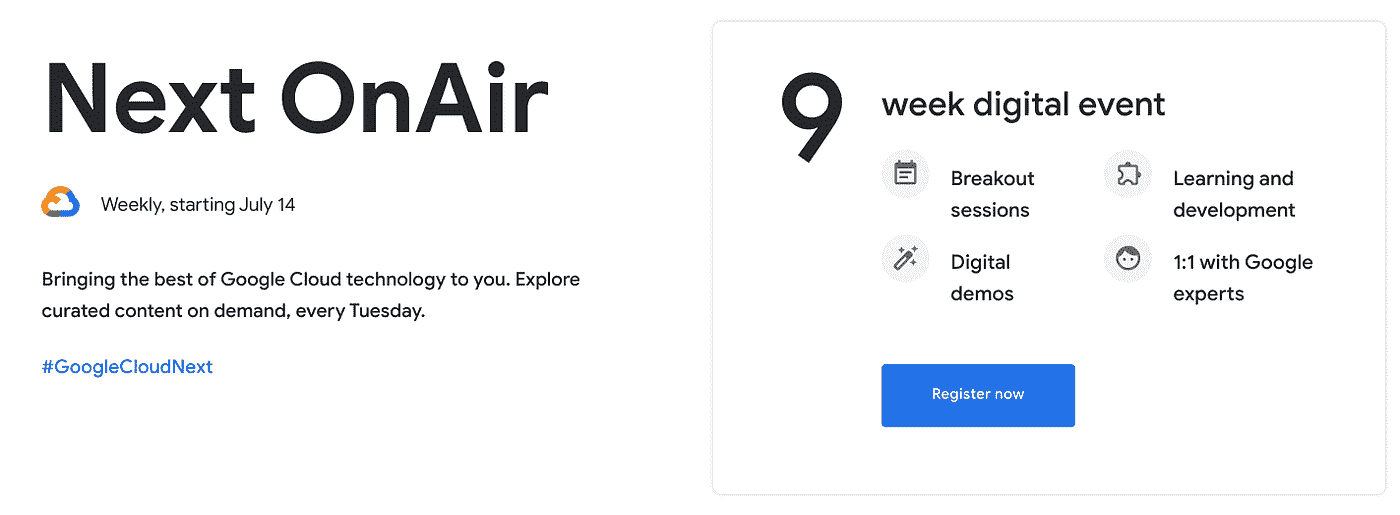 Next OnAir
Weekly, starting July 14
Bringing the best of Google Cloud technology to you. Explore
curated content on demand, every Tuesday.
#GoogleCloudNext
9
week digital event
Breakout
sessions
Learning and
development
Digital
demos
1:1 with Google
experts
Register now